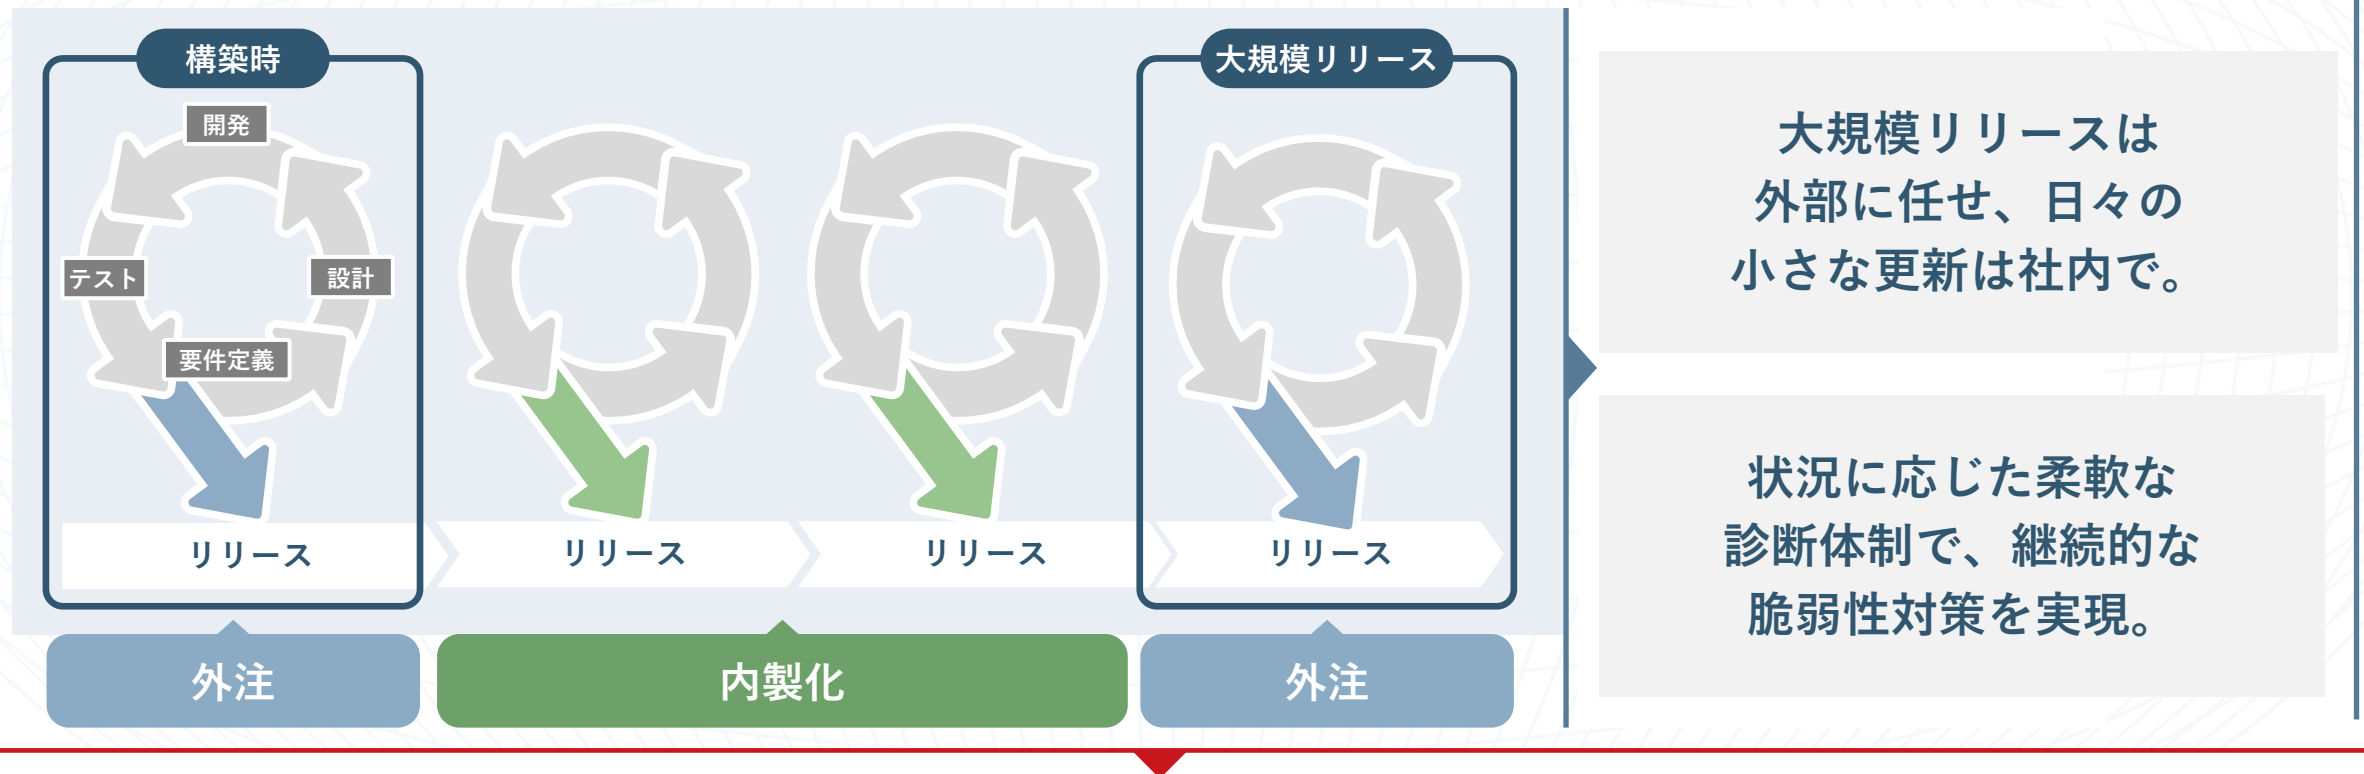 構築時
大規模リリース
開発
テスト
設計
要件定義
リリース
リリース
リリース
リリース
外注
内製化
外注
大規模リリースは
外部に任せ、日々の
小さな更新は社内で。
状況に応じた柔軟な
診断体制で、継続的な
脆弱性対策を実現。